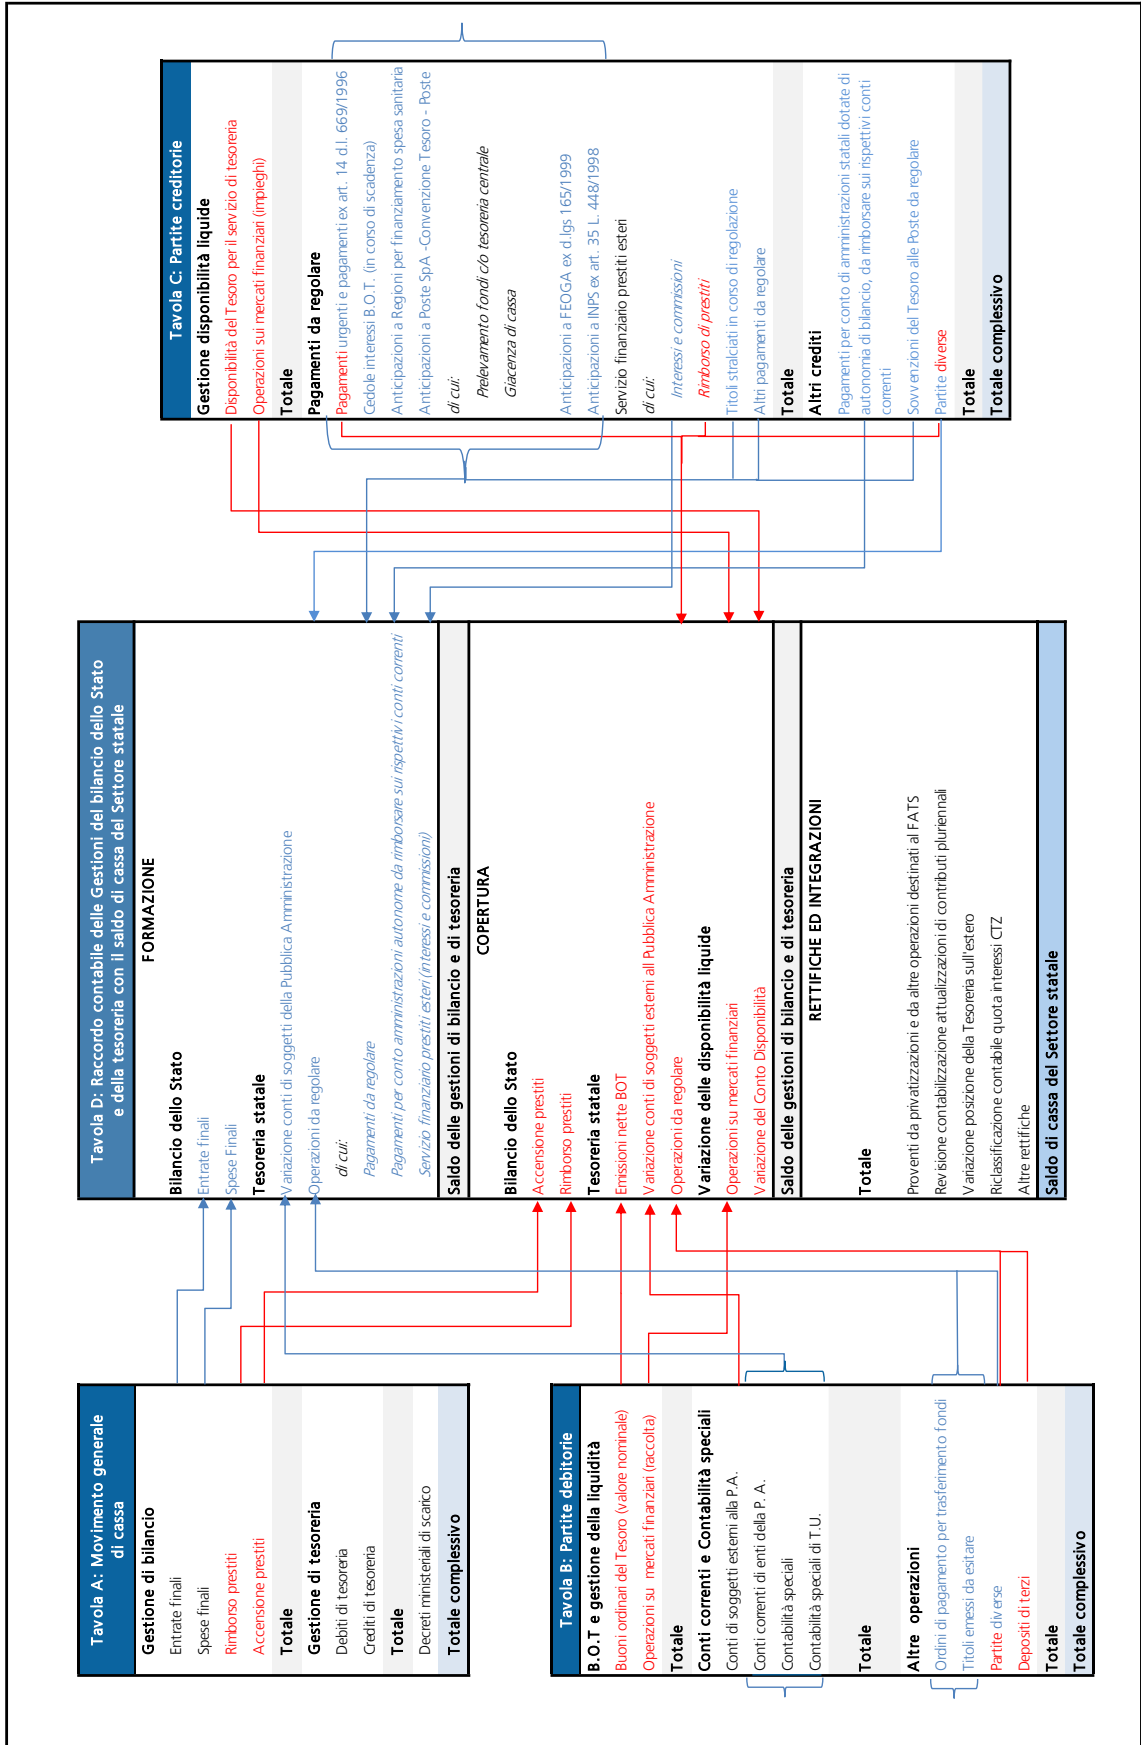 Tavola A: Movimento generale
di cassa
Gestione di bilancio
Entrate finali
Spese finali
Rimborso prestiti
Accensione prestiti
Totale
Gestione di tesoreria
Debiti di tesoreria
Crediti di tesoreria
Totale
Decreti ministeriali di scarico
Totale complessivo
Tavola B: Partite debitorie
B.O.T e gestione della liquidità
Buoni ordinari del Tesoro (valore nominale)
Operazioni su mercati finanziari (raccolta)
Totale
Conti correnti e Contabilità speciali
Conti di soggetti esterni alla P.A.
Conti correnti di enti della P. A.
Contabilità speciali
Contabilità speciali di T.U.
Totale
Altre operazioni
Ordini di pagamento per trasferimento fondi
Titoli emessi da esitare
Partite diverse
Depositi di terzi
Totale
Totale complessivo
Tavola D: Raccordo contabile delle Gestioni del bilancio dello Stato
e della tesoreria con il saldo di cassa del Settore statale
FORMAZIONE
Bilancio dello Stato
Entrate finali
Spese Finali
Tesoreria statale
Variazione conti di soggetti della Pubblica Amministrazione
Operazioni da regolare
di cui:
Pagamenti da regolare
Pagamenti per conto amministrazioni autonome da rimborsare sui rispettivi conti correnti
Servizio finanziario prestiti esteri (interessi e commissioni)
Saldo delle gestioni di bilancio e di tesoreria
COPERTURA
Bilancio dello Stato
Accensione prestiti
Rimborso prestiti
Tesoreria statale
Emissioni nette BOT
Variazione conti di soggetti esterni all Pubblica Amministrazione
Operazioni da regolare
Variazione delle disponibilità liquide
Operazioni su mercati finanziari
Variazione del Conto Disponibilità
Saldo delle gestioni di bilancio e di tesoreria
RETTIFICHE ED INTEGRAZIONI
Totale
Proventi da privatizzazioni e da altre operazioni destinati al FATS
Revisione contabilizzazione attualizzazioni di contributi pluriennali
Variazione posizione della Tesoreria sull'estero
Riclassificazione contabile quota interessi CTZ
Altre rettifiche
Saldo di cassa del Settore statale
Tavola C: Partite creditorie
Gestione disponibilità liquide
Disponibilità del Tesoro per il servizio di tesoreria
Operazioni sui mercati finanziari (impieghi)
Totale
Pagamenti da regolare
Pagamenti urgenti e pagamenti ex art. 14 d.l. 669/1996
Cedole interessi B.O.T. (in corso di scadenza)
Anticipazioni a Regioni per finanziamento spesa sanitaria
Anticipazioni a Poste SpA -Convenzione Tesoro - Poste
di cui:
Prelevamento fondi c/o tesoreria centrale
Giacenza di cassa
Anticipazioni a FEOGA ex d.lgs 165/1999
Anticipazioni a INPS ex art. 35 L. 448/1998
Servizio finanziario prestiti esteri
di cui:
Interessi e commissioni
Rimborso di prestiti
Titoli stralciati in corso di regolazione
Altri pagamenti da regolare
Totale
Altri crediti
Pagamenti per conto di amministrazioni statali dotate di
autonomia di bilancio, da rimborsare sui rispettivi conti
correnti
Sovvenzioni del Tesoro alle Poste da regolare
Partite diverse
Totale
Totale complessivo